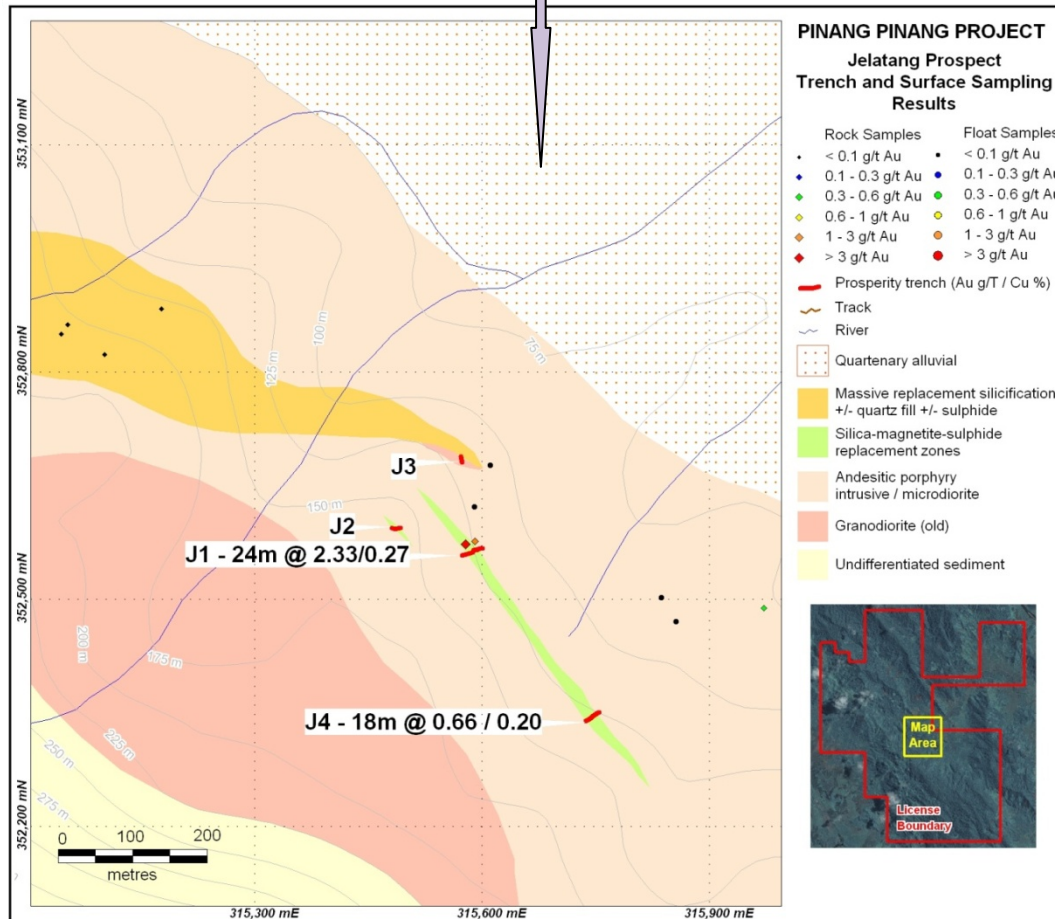 PINANG PINANG PROJECT
Jelatang Prospect
Trench and Surface Sampling
Results
Rock Samples
Float Samples
< 0.1 g/t Au
< 0.1 g/t Au
0.1 - 0.3 g/t Au
0.1 - 0.3 g/t Au
0.3 - 0.6 g/t Au
0.3 - 0.6 g/t Au
0.6 - 1 g/t Au
0.6 - 1 g/t Au
1 - 3 g/t Au
1 - 3 g/t Au
> 3 g/t Au
> 3 g/t Au
Prosperity trench (Au g/T / Cu %)
Track
River
Quartenary alluvial
Massive replacement silicification
+/- quartz fill +/- sulphide
Silica-magnetite-sulphide
replacement zones
Andesitic porphyry
intrusive / microdiorite
Granodiorite (old)
Undifferentiated sediment
Map
Area
License
Boundary
353,100 mN
352,800 mN
352,500 mN
352,200 mN
100 m
75 m
125 m
150 m
200 m
175 m
225 m
250 m
275 m
J3
J2
J1 - 24m @ 2.33/0.27
J4 - 18m @ 0.66 / 0.20
0 100 200
metres
315,300 mE
315,600 mE
315,900 mE